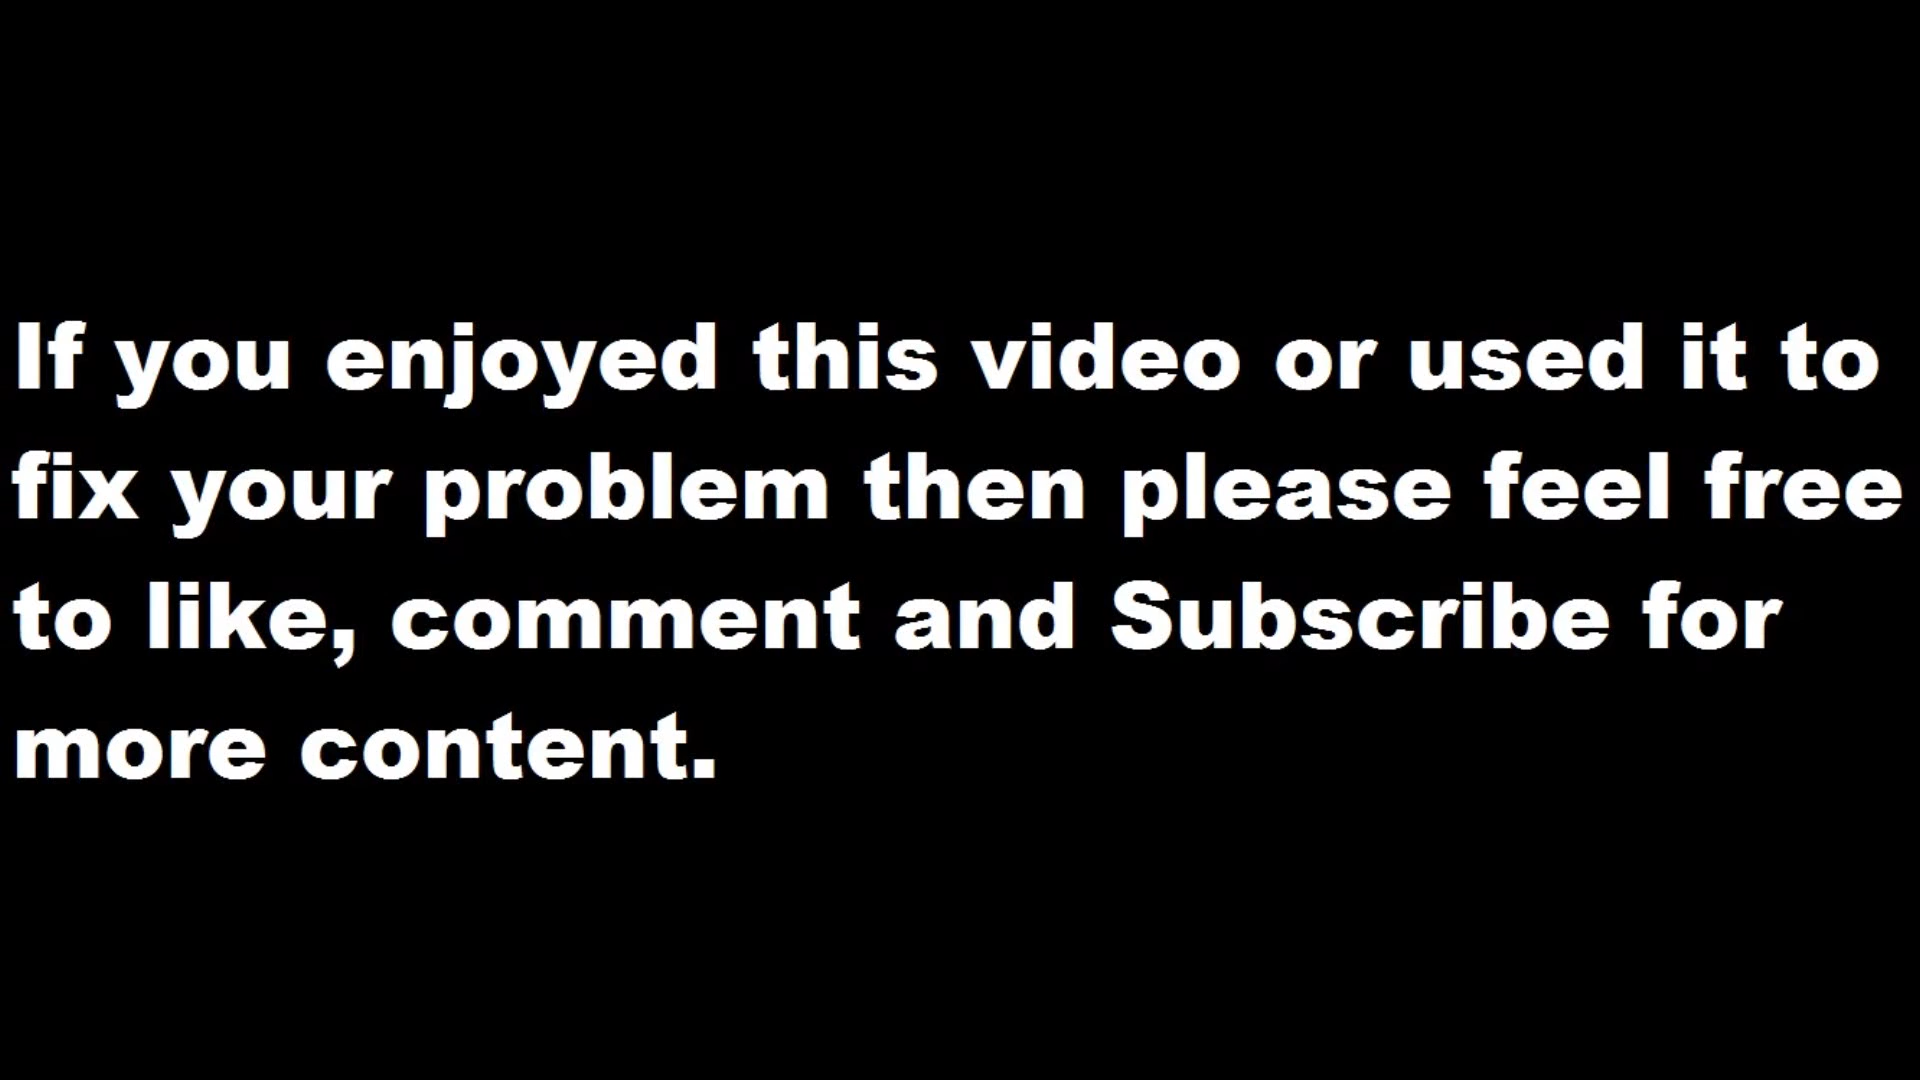 If you enjoyed this video or used it to
fix your problem then please feel free
to like, comment and Subscribe for
more content.